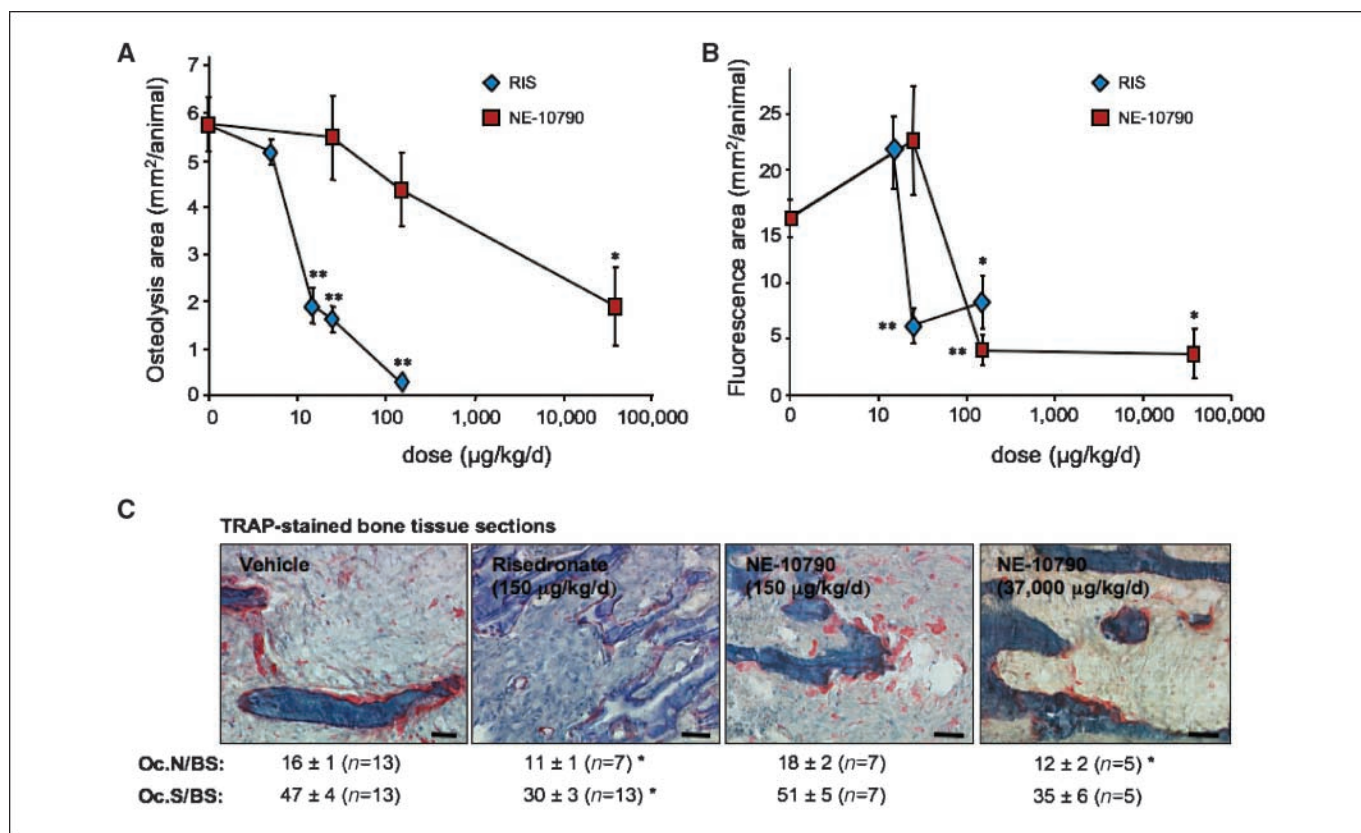 A
7
6
5
4
3
2
1
0
Osteolysis area (mm²/animal)
RIS
NE-10790
**
**
**
*
0 10 100 1,000 10,000 100,000
dose (µg/kg/d)
B
25
20
15
10
5
0
Fluorescence area (mm²/animal)
RIS
NE-10790
**
*
**
*
0 10 100 1,000 10,000 100,000
dose (µg/kg/d)
C
TRAP-stained bone tissue sections
Vehicle
Risedronate
(150 µg/kg/d)
NE-10790
(150 µg/kg/d)
NE-10790
(37,000 µg/kg/d)
Oc.N/BS: 16 ± 1 (n=13) 11 ± 1 (n=7) * 18 ± 2 (n=7) 12 ± 2 (n=5) *
Oc.S/BS: 47 ± 4 (n=13) 30 ± 3 (n=13) * 51 ± 5 (n=7) 35 ± 6 (n=5)